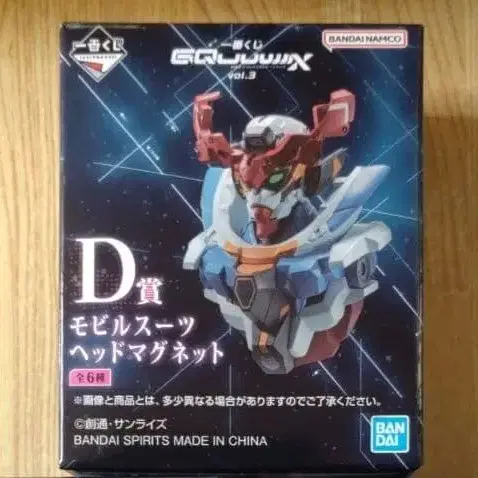 一番くじ
BANDAI NAMCO
一番くじ
GQuuuuuuX
vol.3
D賞
モビルスーツ
ヘッドマグネット
全6種
※画像と商品とは、多少異なる場合がありますのでご了承ください。
©創通・サンライズ
BANDAI SPIRITS MADE IN CHINA
BAN
DAI